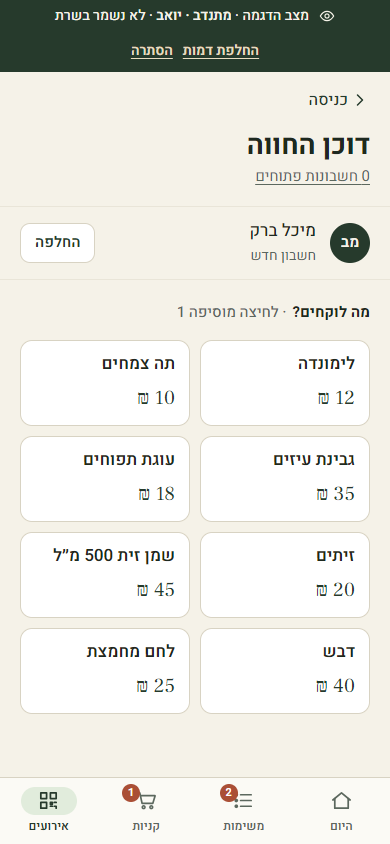 מצב הדגמה · מתנדב · יואב · לא נשמר בשרת
החלפת דמות הסתרה
כניסה
דוכן החווה
0 חשבונות פתוחים
מב
מיכל ברק
חשבון חדש
החלפה
מה לוקחים? · לחיצה מוסיפה 1
לימונדה
12 ₪
תה צמחים
10 ₪
גבינת עיזים
35 ₪
עוגת תפוחים
18 ₪
זיתים
20 ₪
שמן זית 500 מ״ל
45 ₪
דבש
40 ₪
לחם מחמצת
25 ₪
היום
2
משימות
1
קניות
אירועים